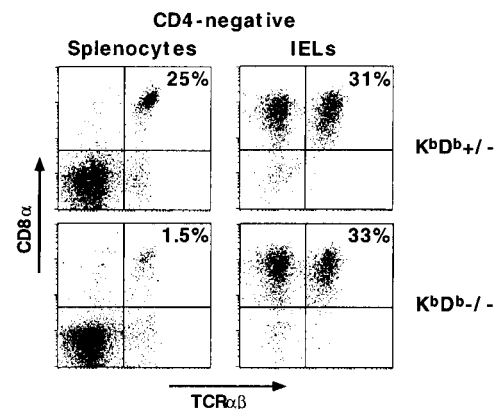 CD4-negative
Splenocytes IELs
25% 31%
KᵇDᵇ+/-
1.5% 33%
KᵇDᵇ-/-
CD8α
TCRαβ